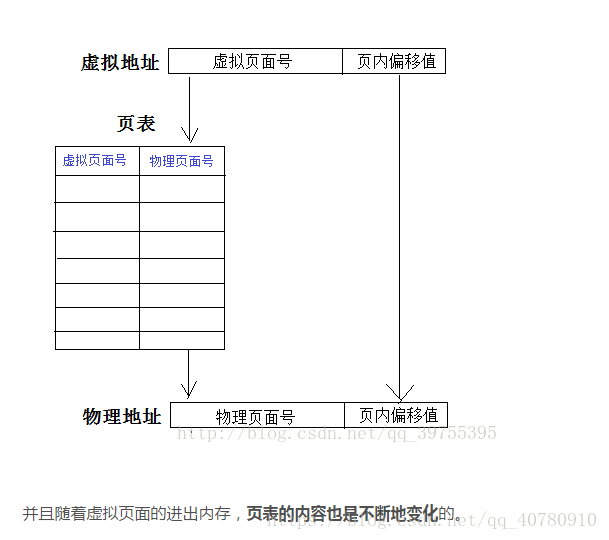 虚拟地址 虚拟页面号 页内偏移值
页表
虚拟页面号 物理页面号
物理地址 物理页面号 页内偏移值
http://blog.csdn.net/qq_39755395
并且随着虚拟页面的进出内存，页表的内容也是不断地变化的。
https://blog.csdn.net/qq_40780910